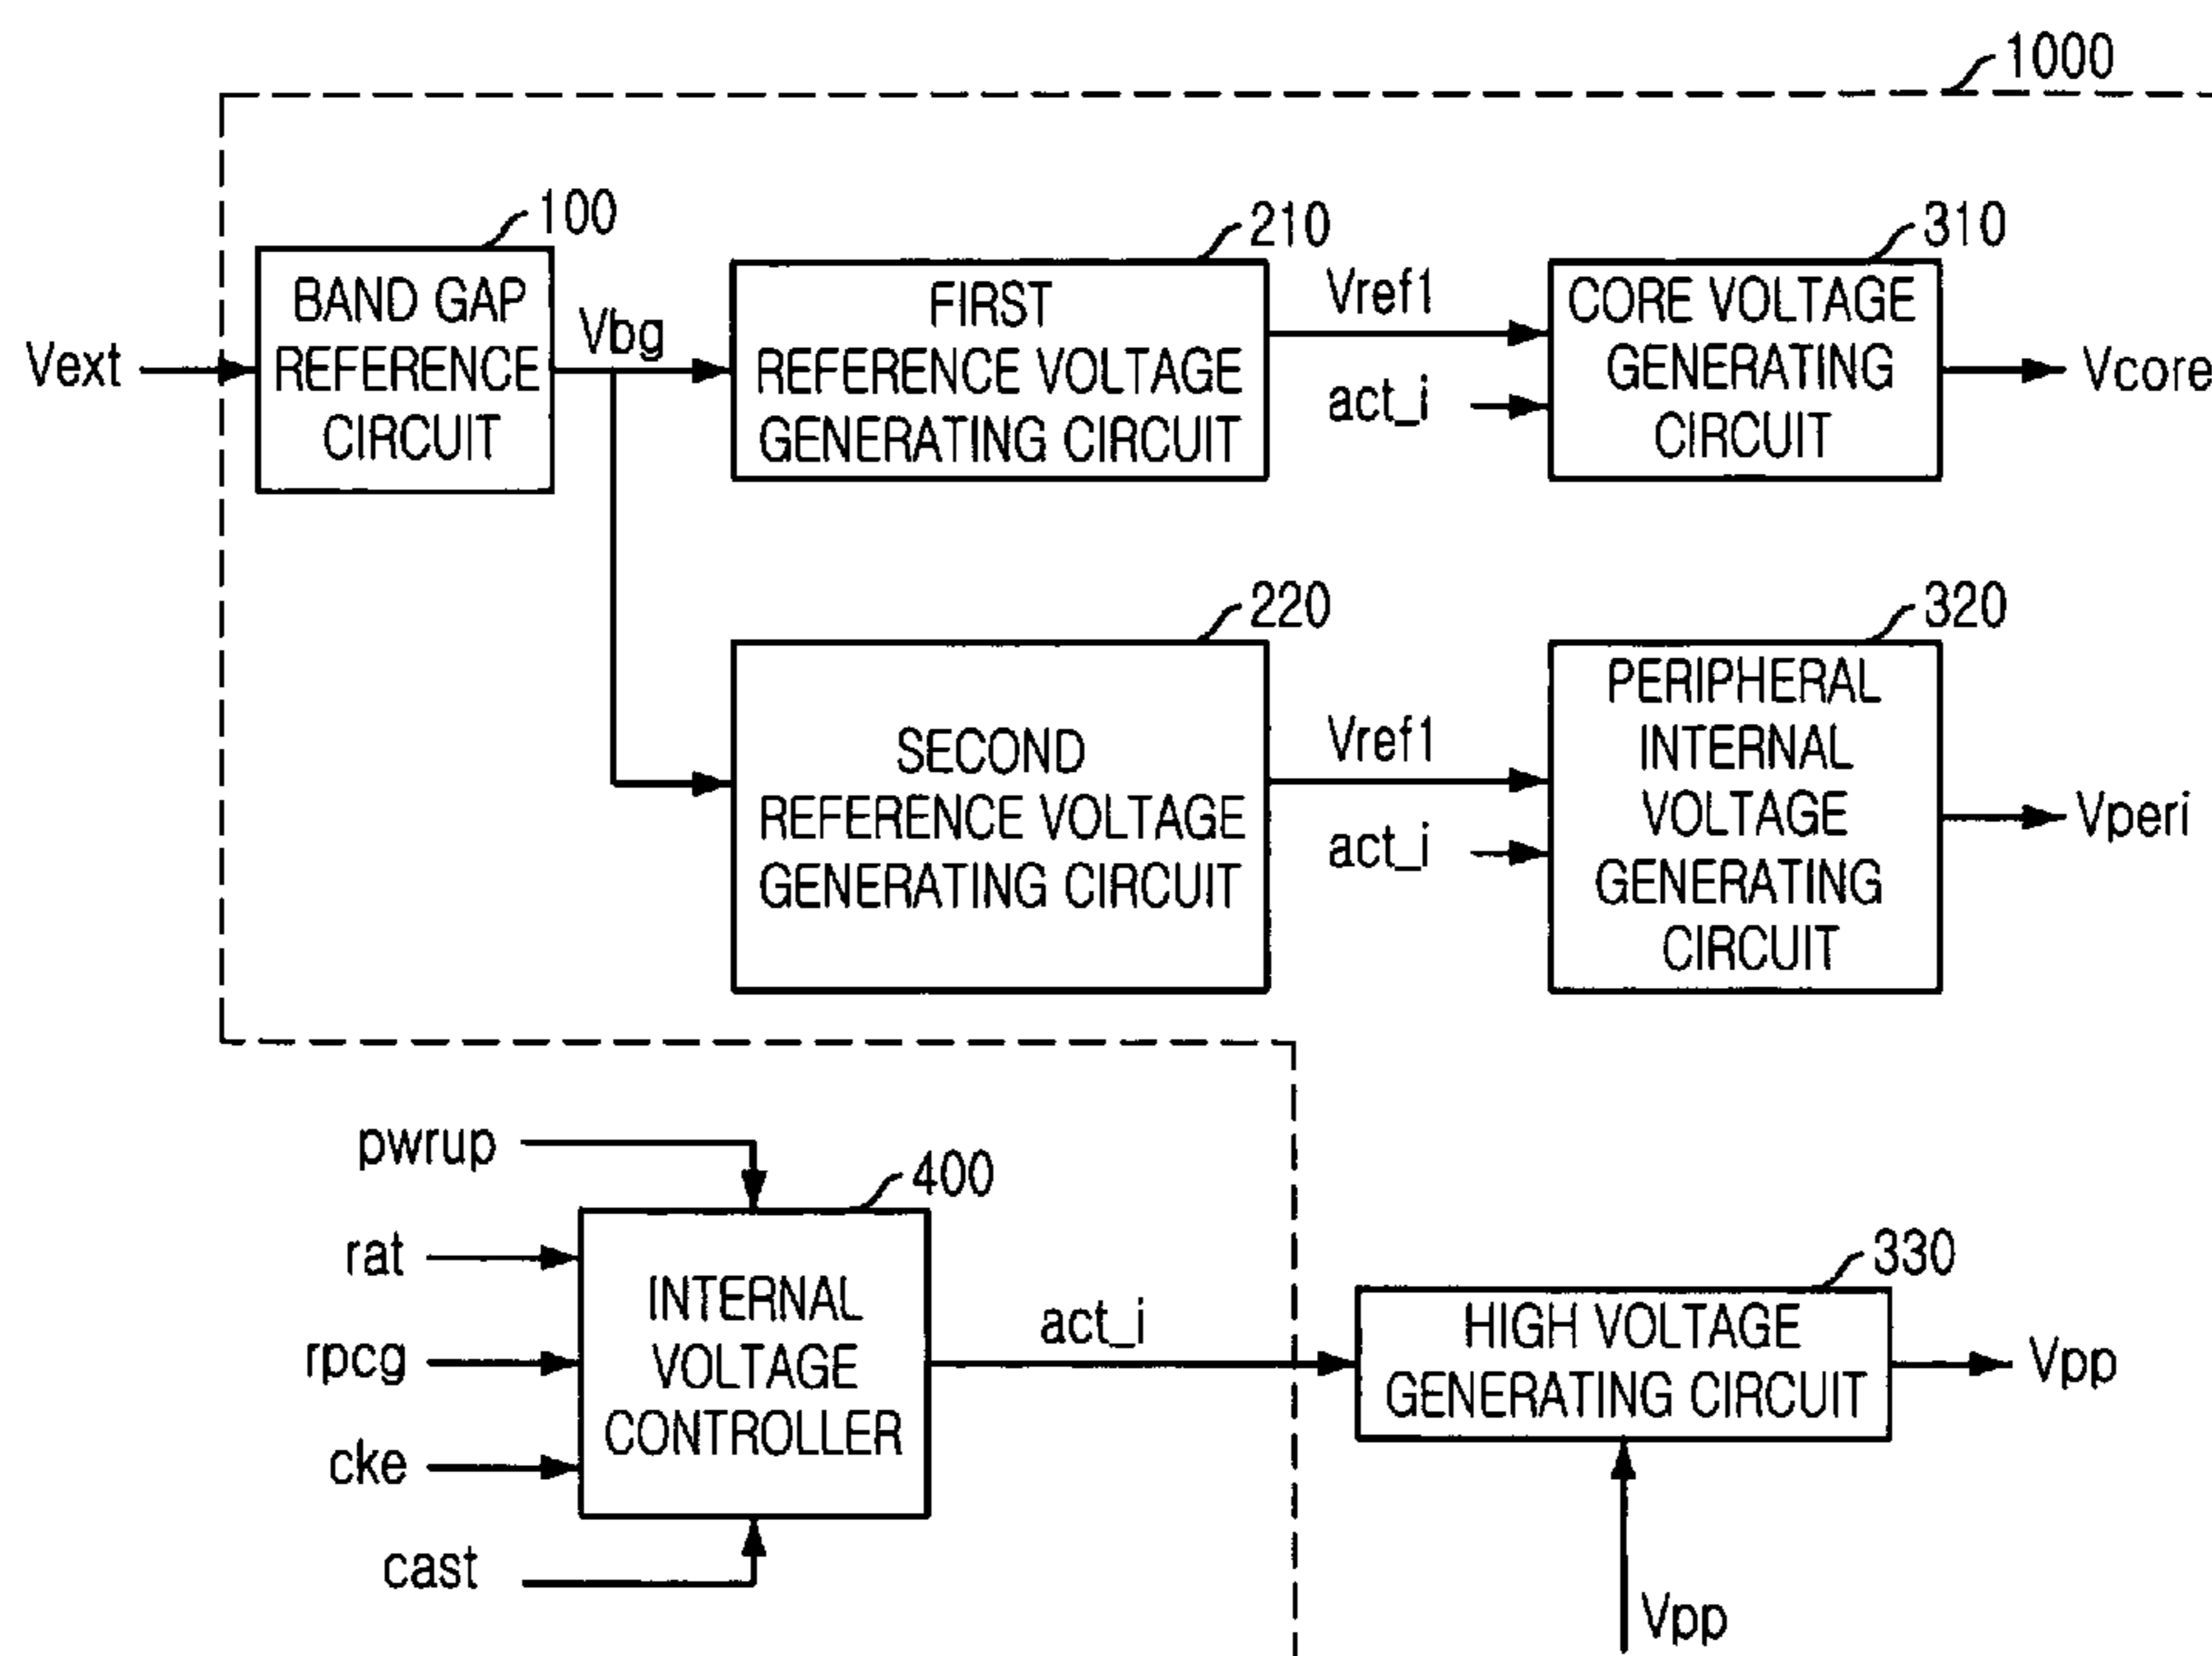 1000
100
210
310
Vext
BAND GAP
REFERENCE
CIRCUIT
Vbg
FIRST
REFERENCE VOLTAGE
GENERATING CIRCUIT
Vref1
act_i
CORE VOLTAGE
GENERATING
CIRCUIT
Vcore
220
320
SECOND
REFERENCE VOLTAGE
GENERATING CIRCUIT
Vref1
act_i
PERIPHERAL
INTERNAL
VOLTAGE
GENERATING
CIRCUIT
Vperi
pwrup
400
rat
rpcg
cke
cast
INTERNAL
VOLTAGE
CONTROLLER
act_i
330
HIGH VOLTAGE
GENERATING CIRCUIT
Vpp
Vpp